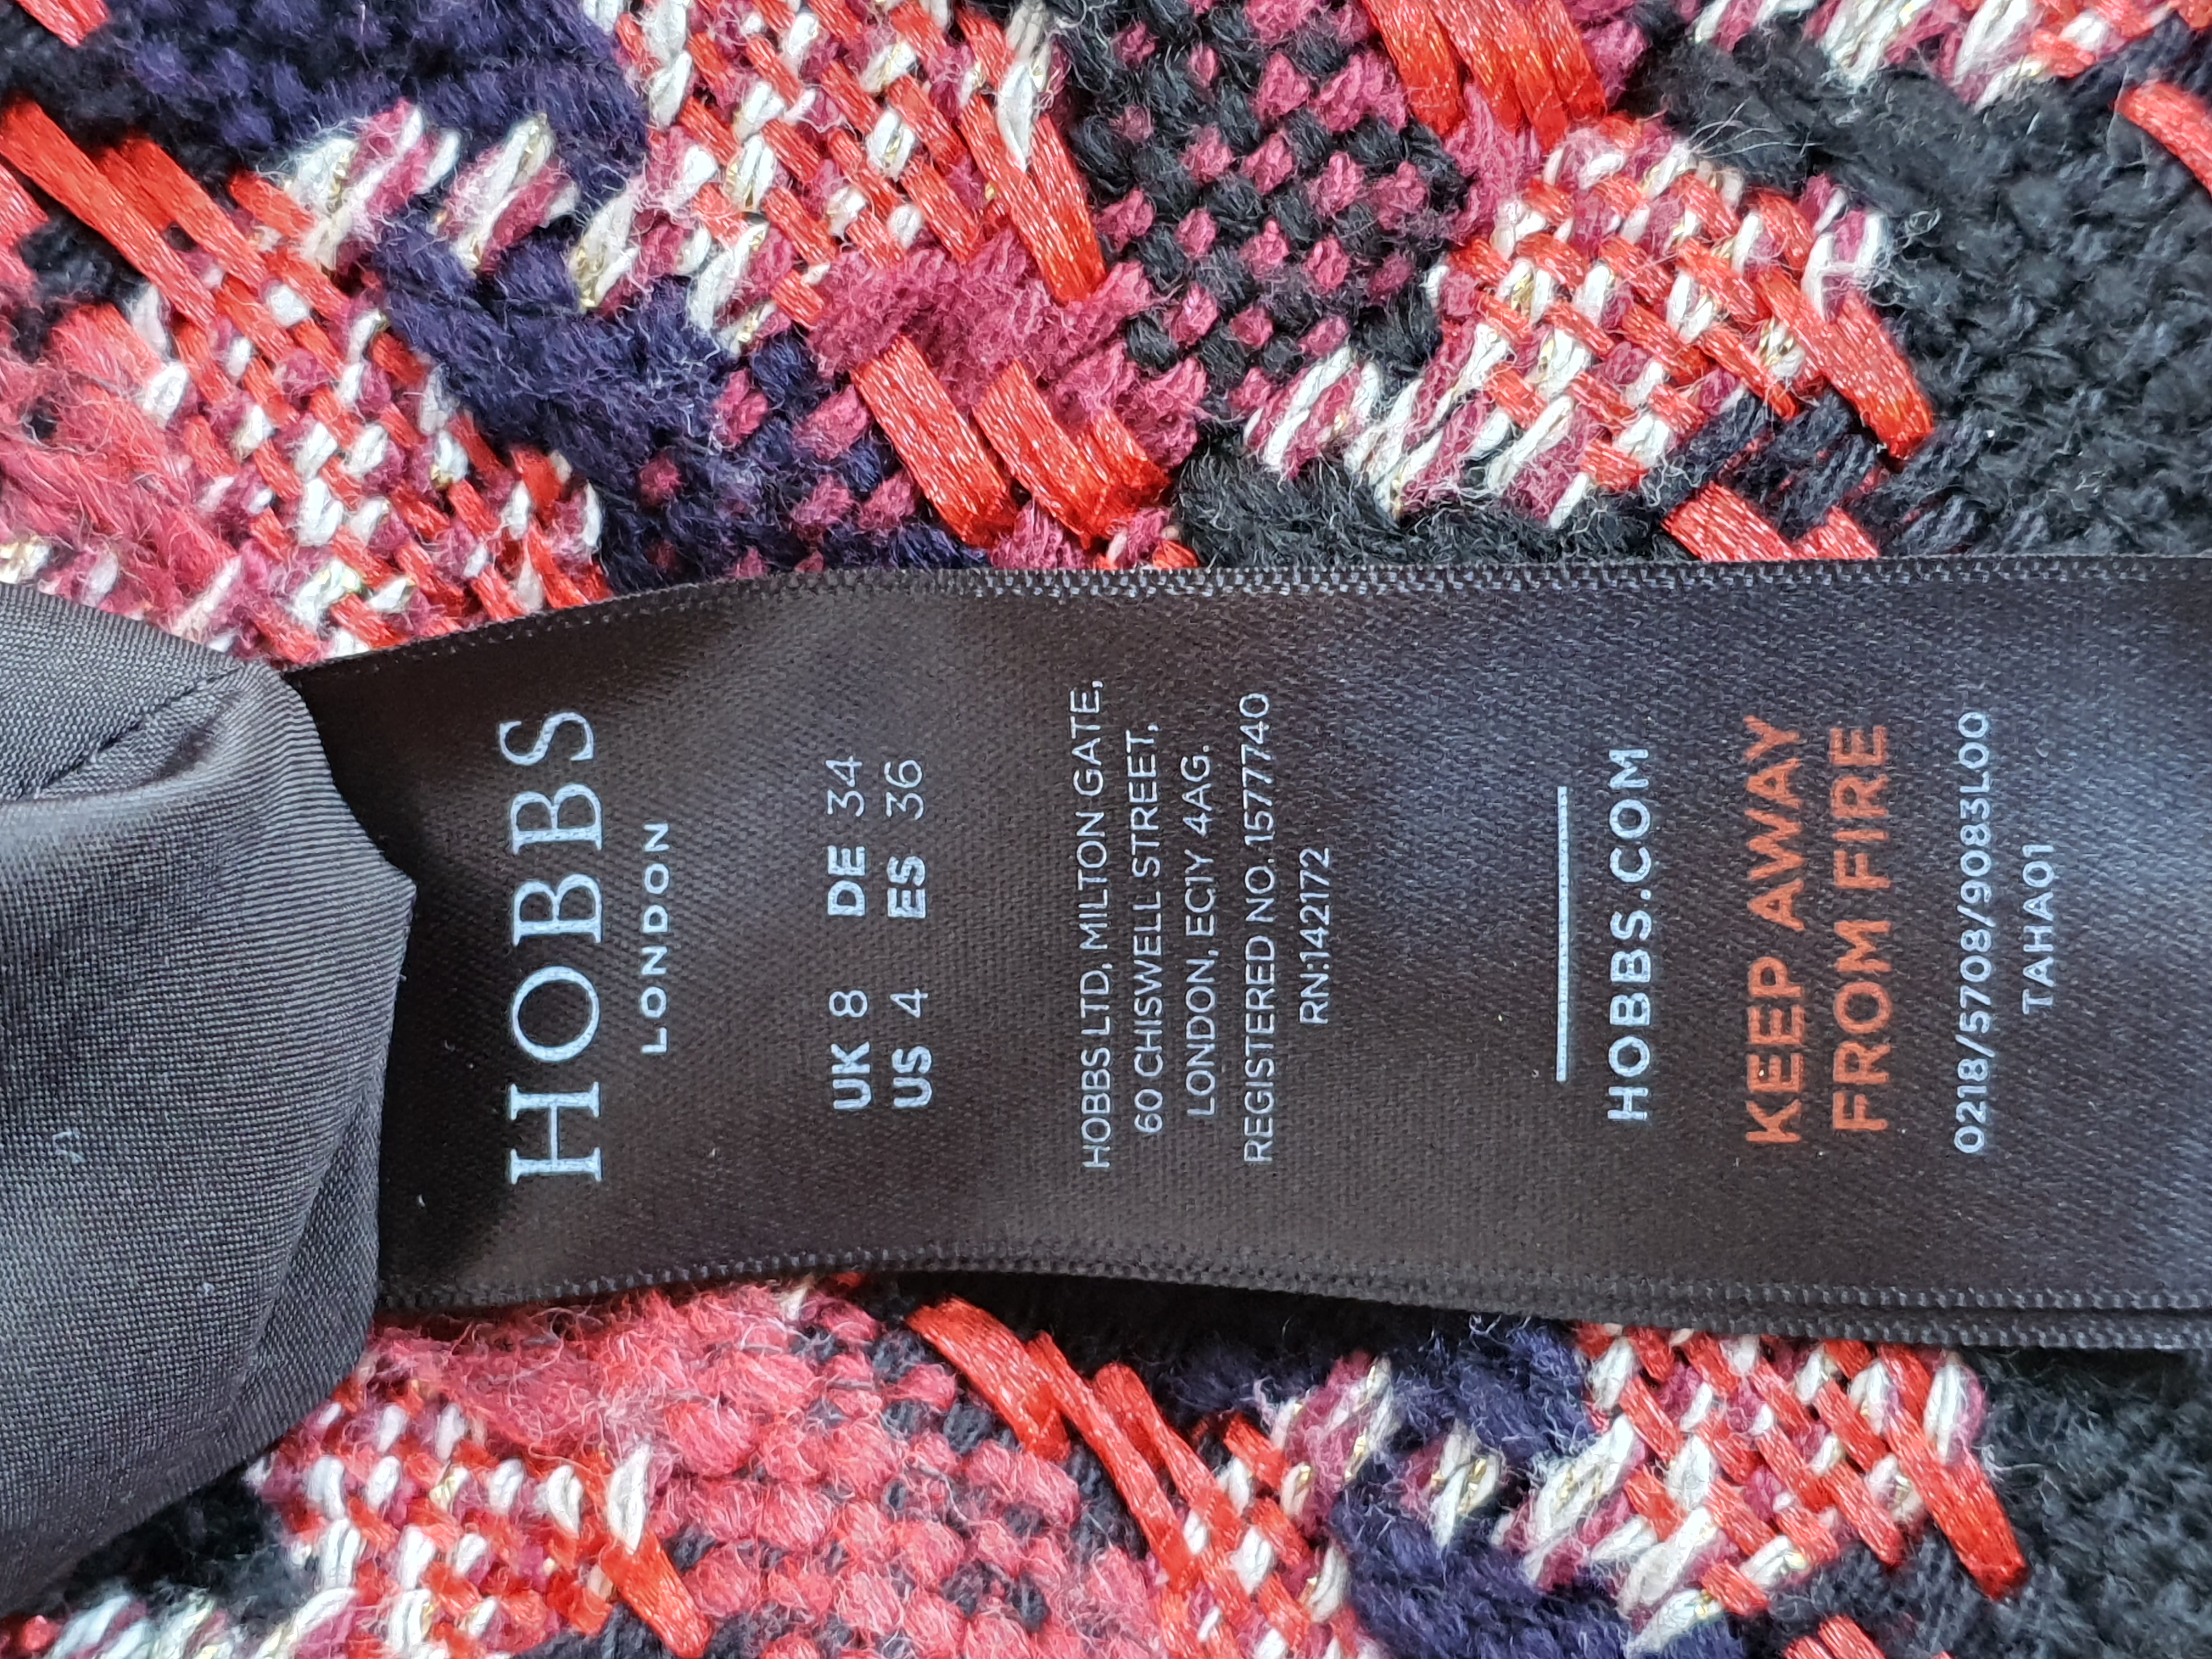 HOBBS
LONDON
UK 8 DE 34
US 4 ES 36
HOBBS LTD, MILTON GATE,
60 CHISWELL STREET,
LONDON, EC1Y 4AG.
REGISTERED NO. 1577740
RN:142172
HOBBS.COM
KEEP AWAY
FROM FIRE
0218/5708/9083L00
TAHA01